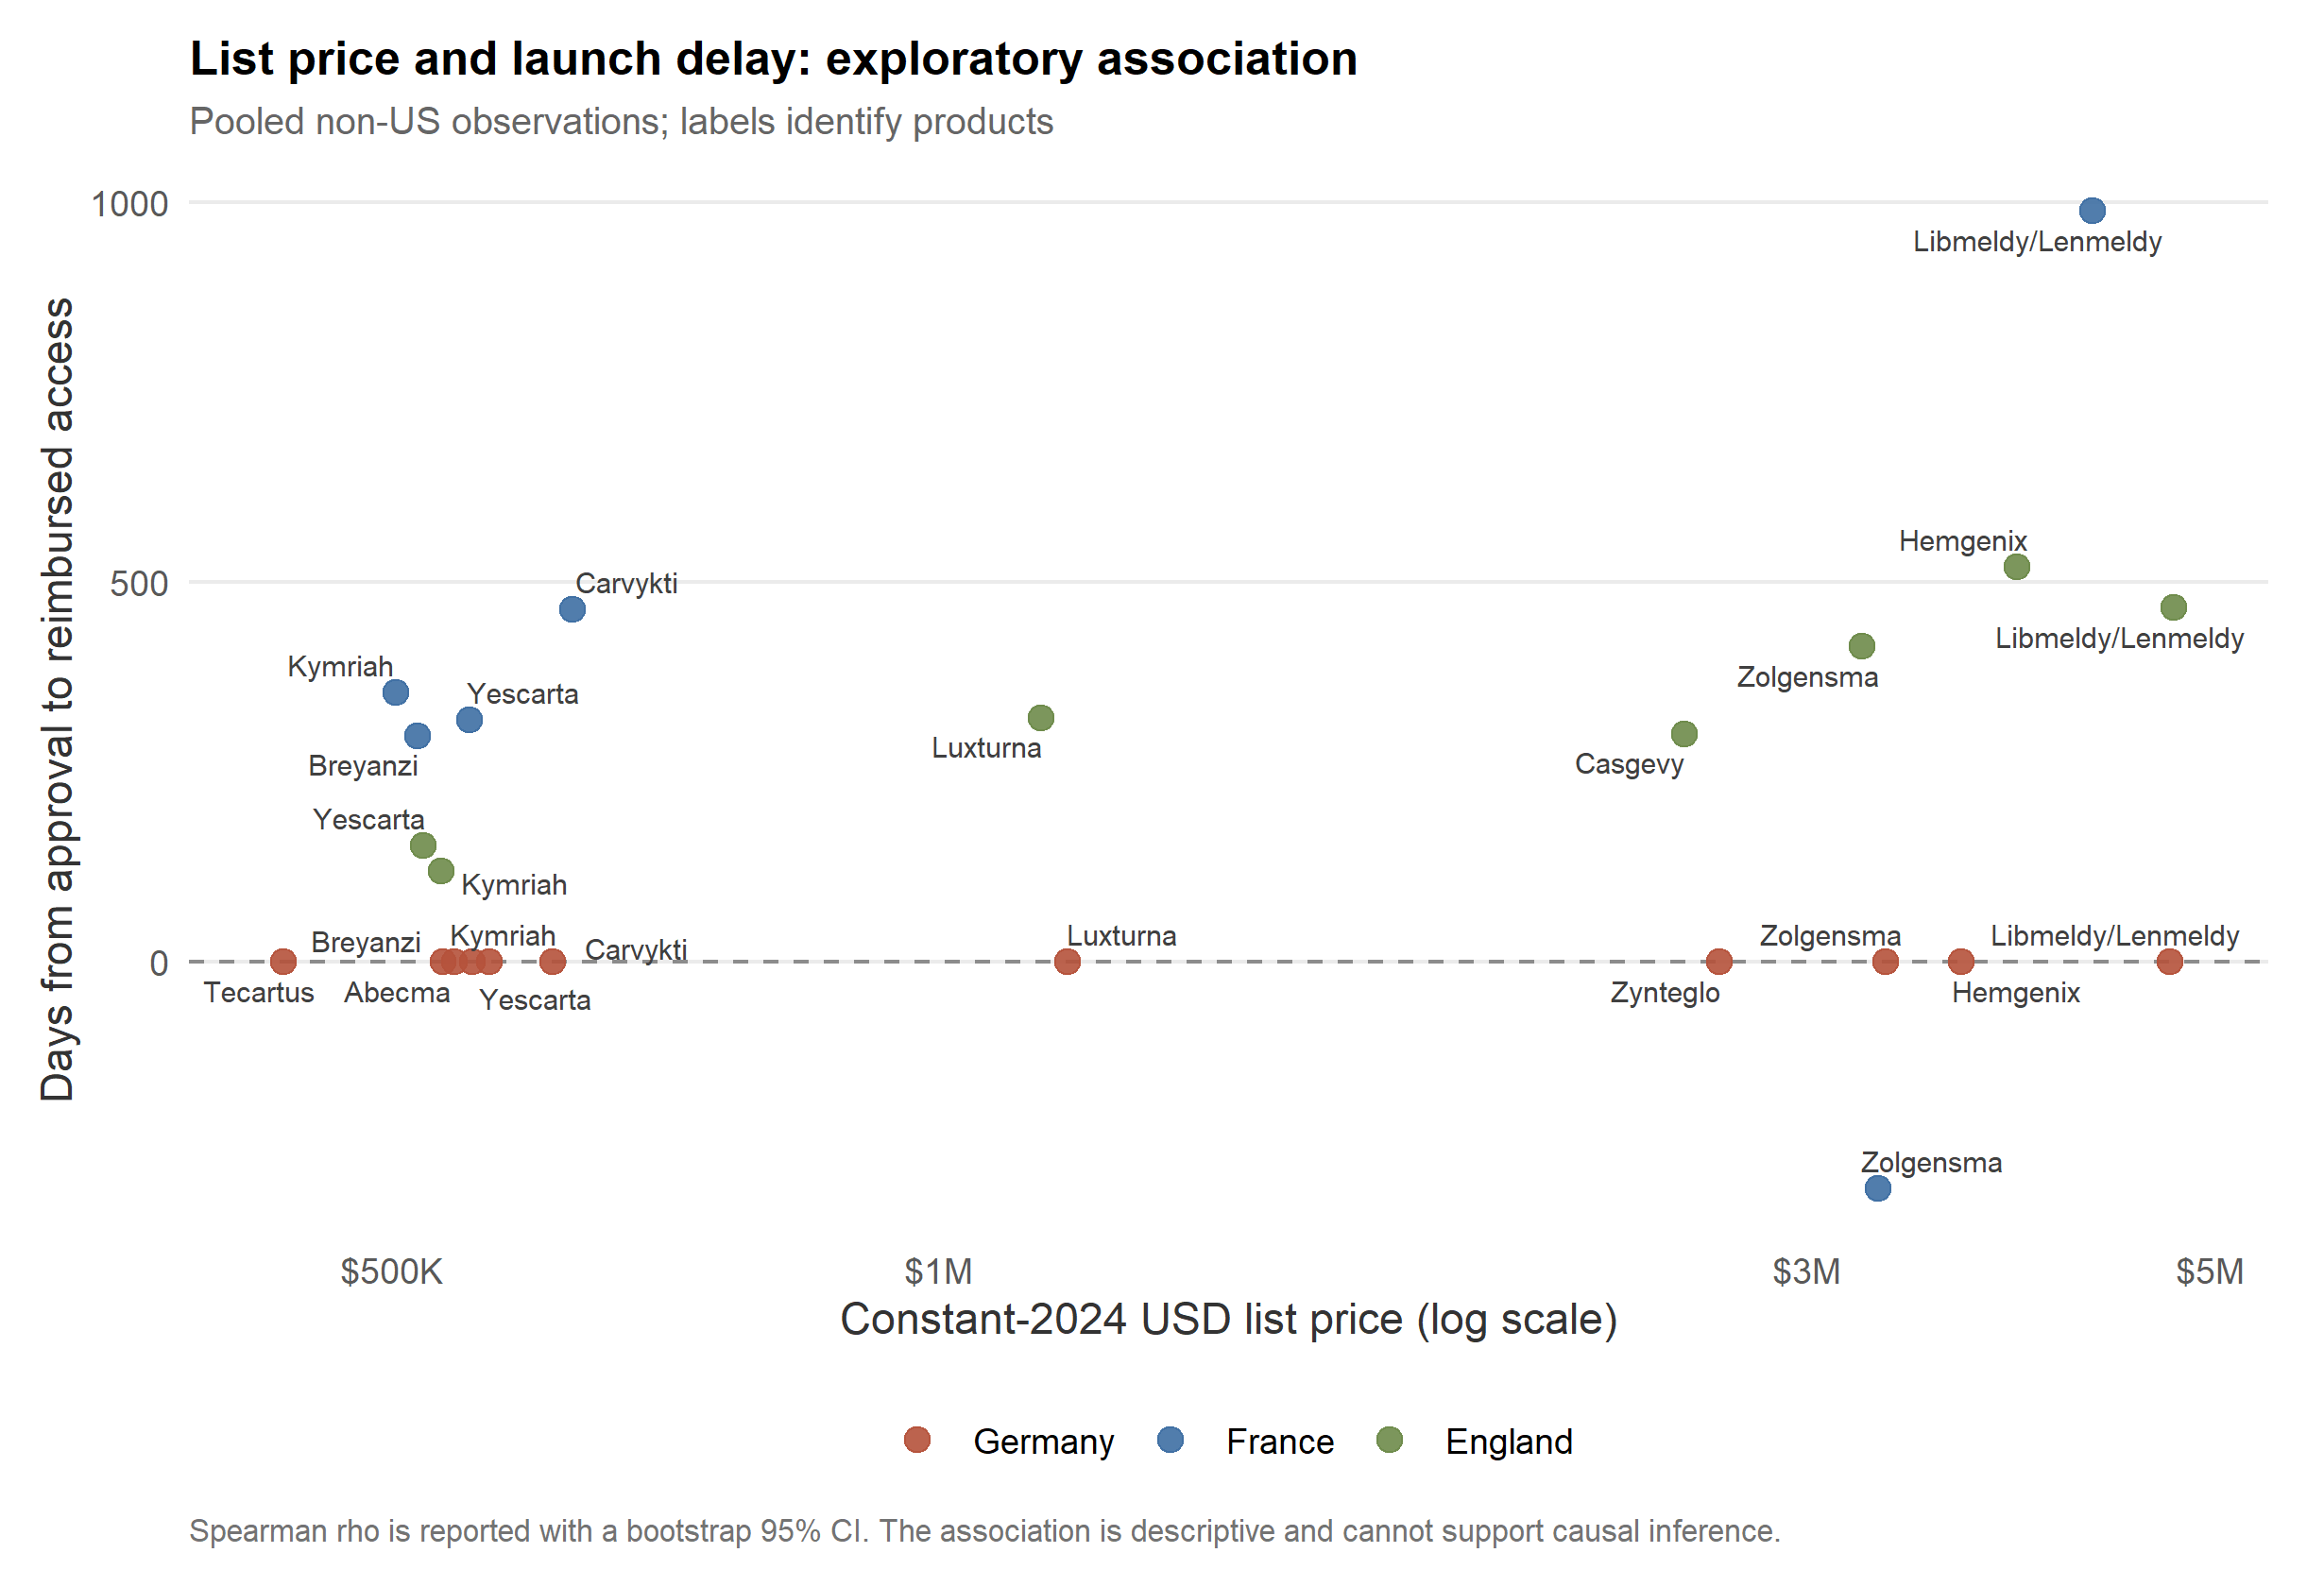 List price and launch delay: exploratory association
Pooled non-US observations; labels identify products
Days from approval to reimbursed access
1000
Libmeldy/Lenmeldy
Hemgenix
500
Carvykti
Libmeldy/Lenmeldy
Kymriah
Zolgensma
Yescarta
Luxturna
Breyanzi
Casgevy
Yescarta
Kymriah
Breyanzi
Kymriah
Carvykti
Luxturna
Zolgensma
Libmeldy/Lenmeldy
0
Tecartus
Abecma
Yescarta
Zynteglo
Hemgenix
Zolgensma
$500K
$1M
$3M
$5M
Constant-2024 USD list price (log scale)
Germany
France
England
Spearman rho is reported with a bootstrap 95% CI. The association is descriptive and cannot support causal inference.